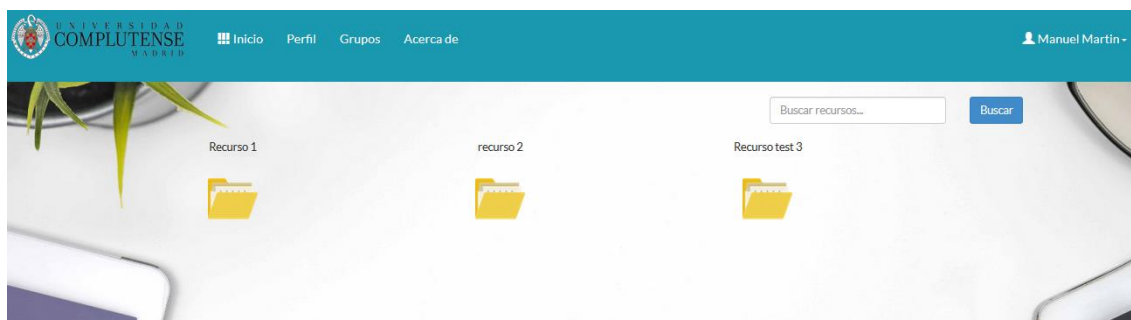 UNIVERSIDAD
COMPLUTENSE
MADRID
Inicio Perfil Grupos Acerca de
Manuel Martin
Buscar recursos... Buscar
Recurso 1 recurso 2 Recurso test 3